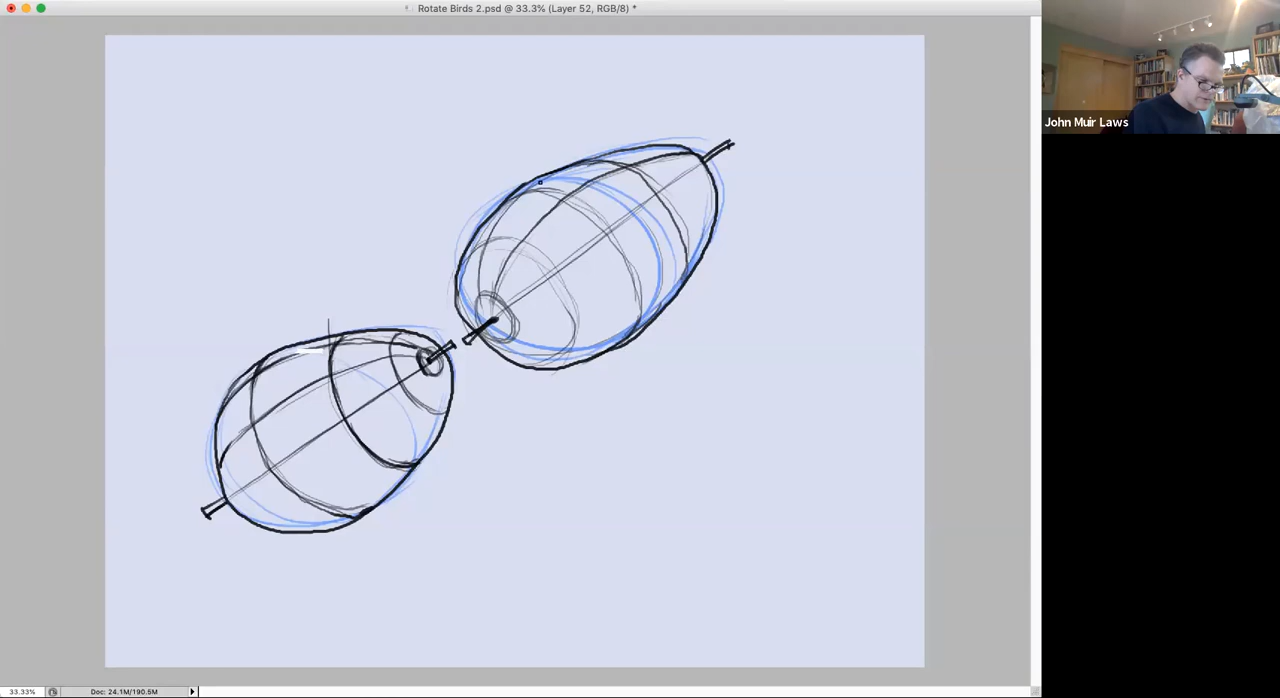 Rotate Birds 2.psd @ 33.3% (Layer 52, RGB/8) *
John Muir Laws
33.33%
Doc: 24.1M/190.5M